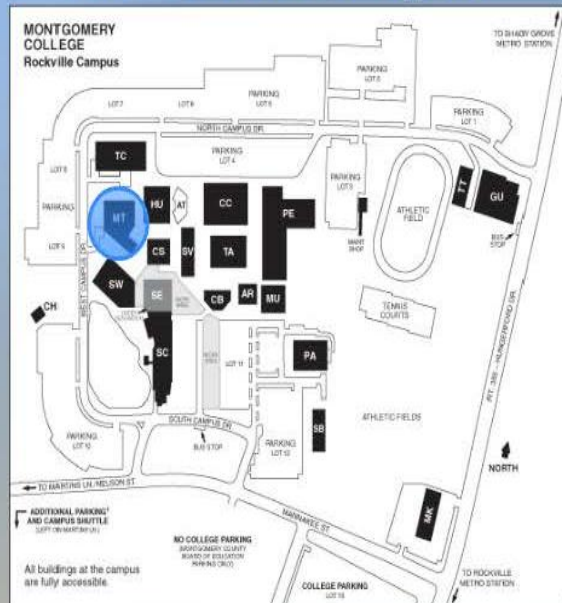 MONTGOMERY
COLLEGE
Rockville Campus
TO SHADY GROVE
METRO STATION
PARKING
LOT 6
PARKING
LOT 5
LOT 7
LOT 6
PARKING
LOT 1
NORTH CAMPUS DR.
PARKING
LOT 4
TC
LOT 8
PARKING
LOT 3
TT
GU
MT
HU
AT
CC
PE
PARKING
ATHLETIC
FIELD
MAINT.
SHOP
BUS
STOP
LOT 9
CS
SV
TA
WEST CAMPUS DR.
SW
SE
CB
AR
MU
TENNIS
COURTS
CH
SC
LOT 11
PA
RT. 355 – HUNGERFORD DR.
ATHLETIC FIELDS
SB
SOUTH CAMPUS DR.
PARKING
LOT 10
BUS STOP
PARKING
LOT 12
NORTH
TO MARTINS LN./NELSON ST.
MANNAKEE ST.
MK
ADDITIONAL PARKING
AND CAMPUS SHUTTLE
(LEFT ON MARTINS LN.)
NO COLLEGE PARKING
(MONTGOMERY COUNTY
BOARD OF EDUCATION
PARKING ONLY)
All buildings at the campus
are fully accessible.
COLLEGE PARKING
LOT 13
TO ROCKVILLE
METRO STATION